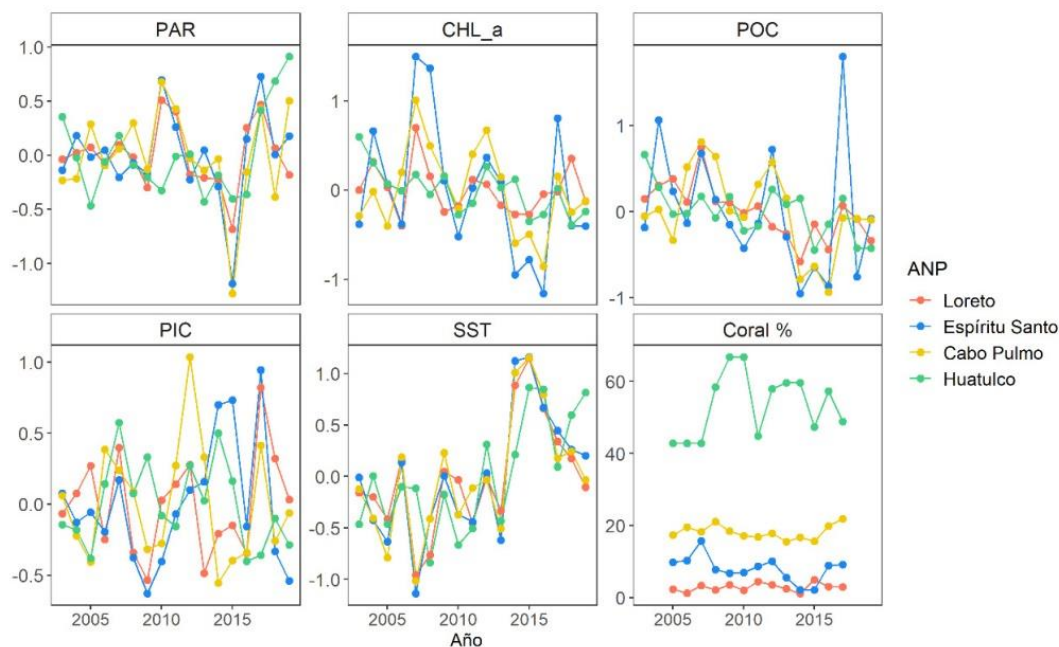 PAR CHL_a POC
1.0
0.5
0.0
-0.5
-1.0
1
0
-1
1
0
-1
PIC SST Coral %
1.0
0.5
0.0
-0.5
1.0
0.5
0.0
-0.5
-1.0
60
40
20
0
2005 2010 2015 2005 2010 2015 2005 2010 2015
Año
ANP
Loreto
Espíritu Santo
Cabo Pulmo
Huatulco